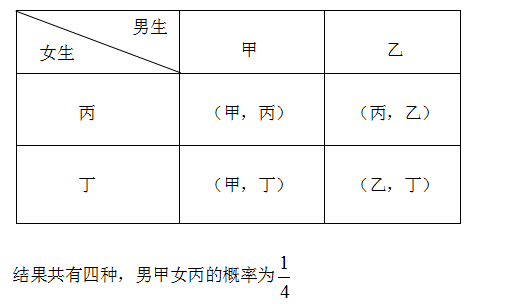 男生
女生
甲 乙
丙 （甲，丙） （丙，乙）
丁 （甲，丁） （乙，丁）
结果共有四种，男甲女丙的概率为1/4